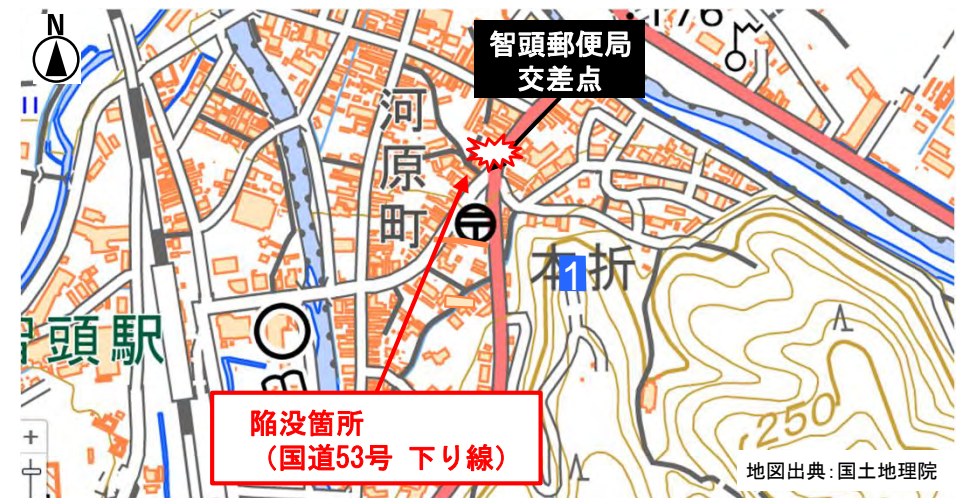 N
智頭郵便局
交差点
176
河原町
本折
1
智頭駅
陥没箇所
（国道53号 下り線）
250
+
地図出典：国土地理院